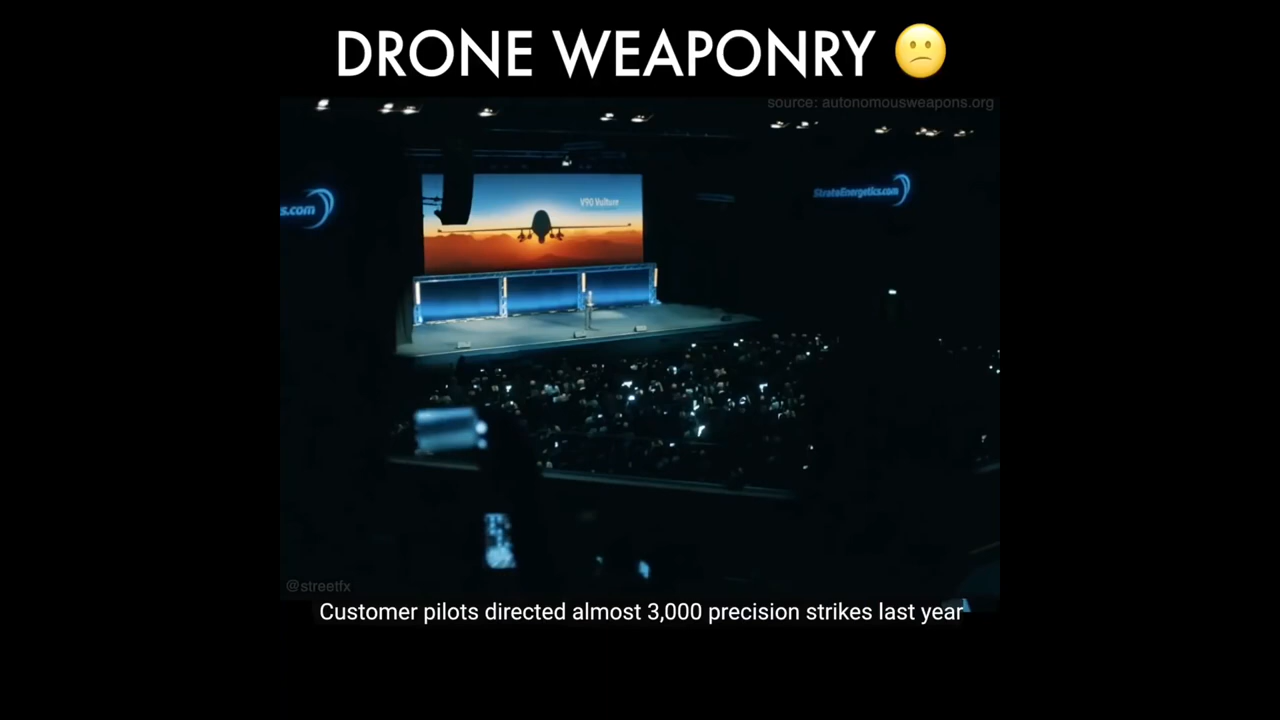 DRONE WEAPONRY 😕
source: autonomousweapons.org
s.com
StratoEnergetics.com
V90 Vulture
@streetfx
Customer pilots directed almost 3,000 precision strikes last year